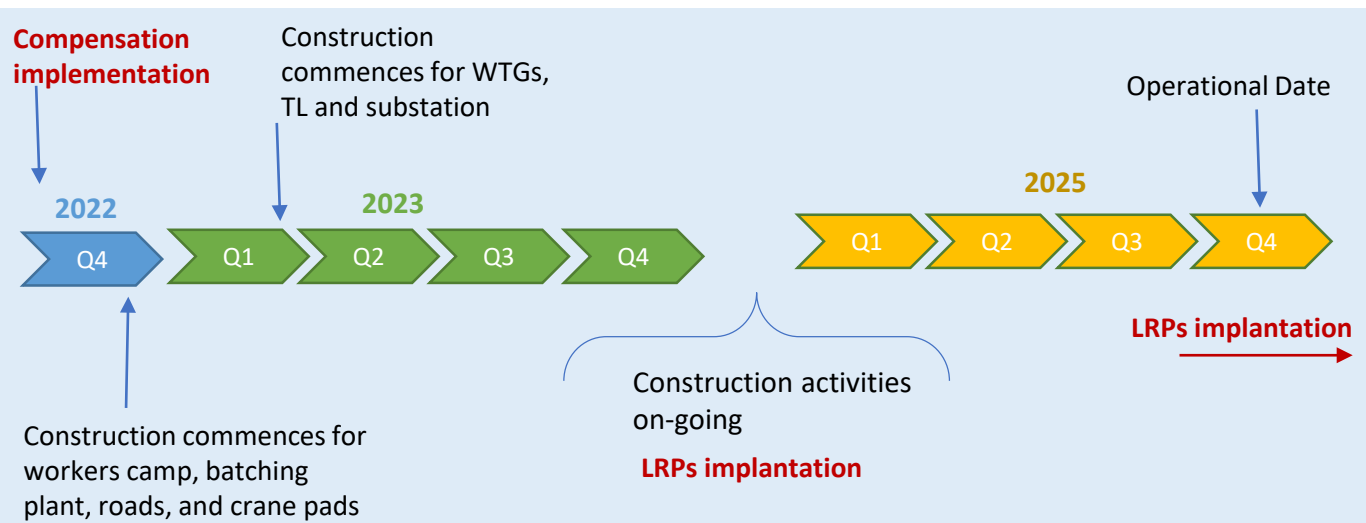 Compensation
implementation
Construction
commences for WTGs,
TL and substation
Operational Date
2022
2023
2025
Q4
Q1
Q2
Q3
Q4
Q1
Q2
Q3
Q4
LRPs implantation
Construction activities
on-going
LRPs implantation
Construction commences for
workers camp, batching
plant, roads, and crane pads